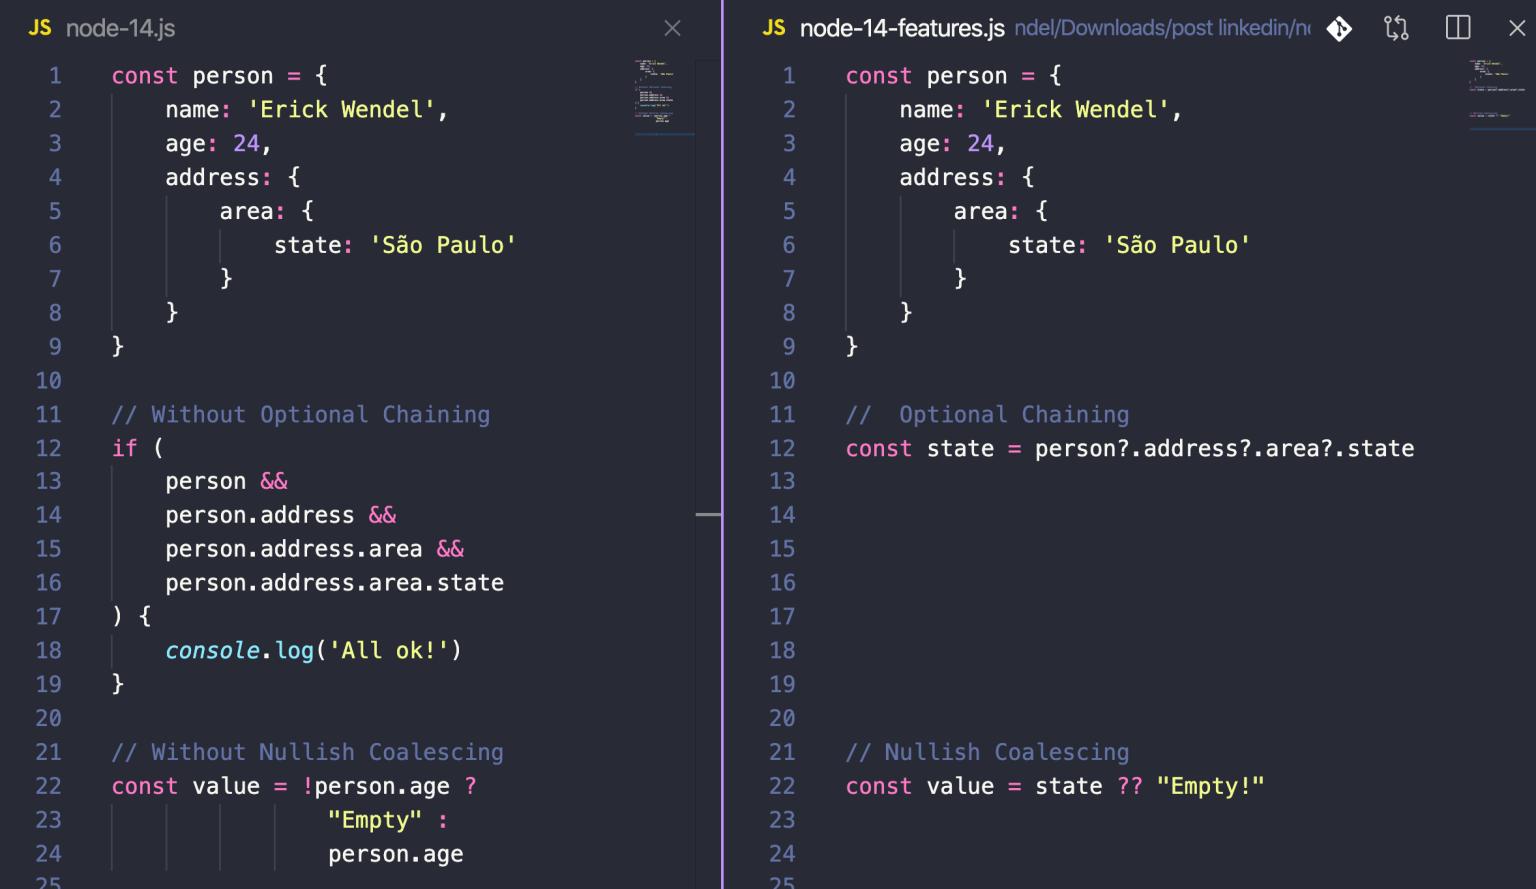 JS node-14.js
1 const person = {
2 name: 'Erick Wendel',
3 age: 24,
4 address: {
5 area: {
6 state: 'São Paulo'
7 }
8 }
9 }
10
11 // Without Optional Chaining
12 if (
13 person &&
14 person.address &&
15 person.address.area &&
16 person.address.area.state
17 ) {
18 console.log('All ok!')
19 }
20
21 // Without Nullish Coalescing
22 const value = !person.age ?
23 "Empty" :
24 person.age
25
JS node-14-features.js ndel/Downloads/post linkedin/n
1 const person = {
2 name: 'Erick Wendel',
3 age: 24,
4 address: {
5 area: {
6 state: 'São Paulo'
7 }
8 }
9 }
10
11 //  Optional Chaining
12 const state = person?.address?.area?.state
13
14
15
16
17
18
19
20
21 // Nullish Coalescing
22 const value = state ?? "Empty!"
23
24
25